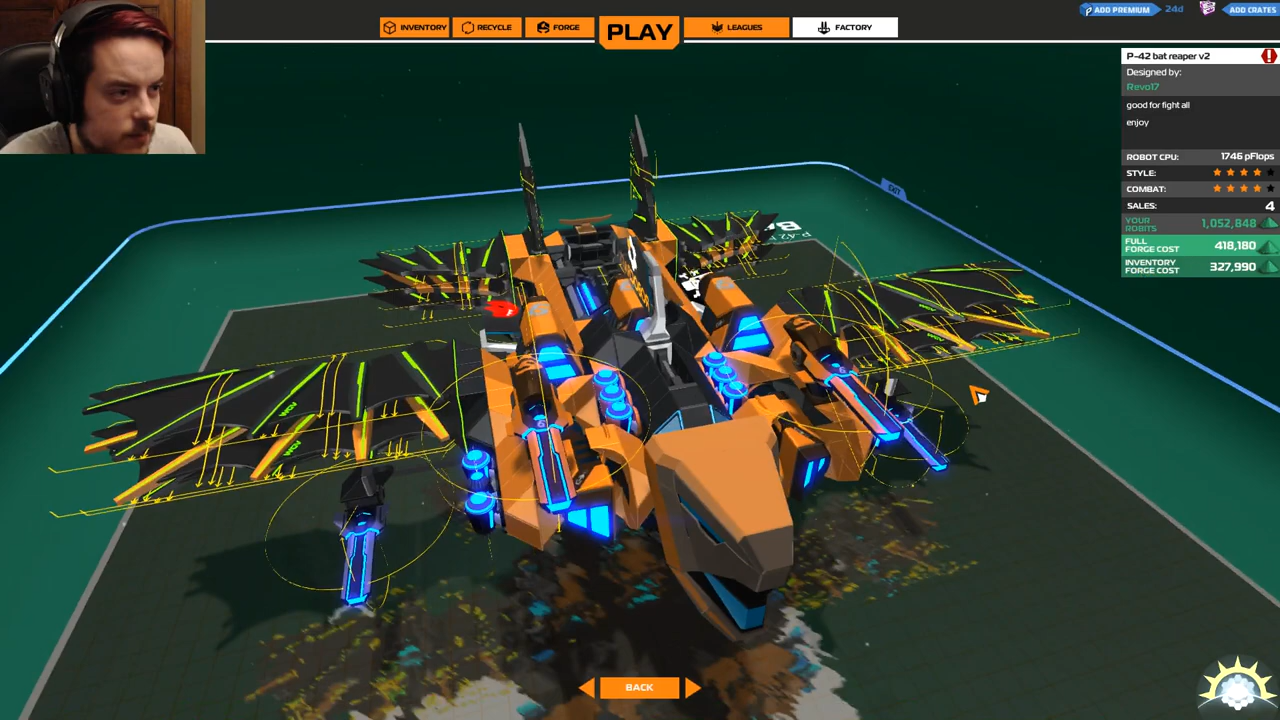 INVENTORY
RECYCLE
FORGE
PLAY
LEAGUES
FACTORY
ADD PREMIUM
24d
ADD CRATES
P-42 bat reaper v2
Designed by:
Revo17
good for fight all
enjoy
ROBOT CPU: 1746 pFlops
STYLE:
COMBAT:
SALES: 4
YOUR ROBITS 1,052,848
FULL FORGE COST 418,180
INVENTORY FORGE COST 327,990
EXIT
BACK